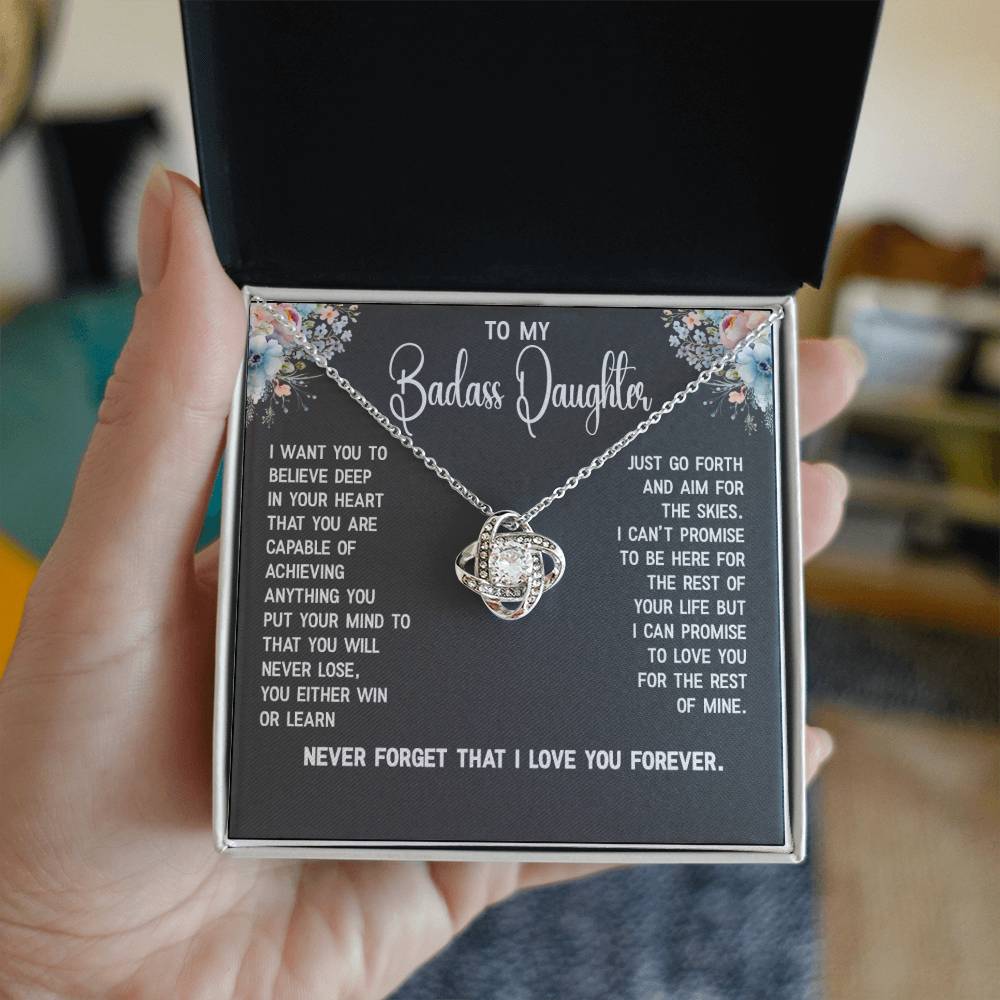 TO MY
Badass Daughter
I WANT YOU TO
BELIEVE DEEP
IN YOUR HEART
THAT YOU ARE
CAPABLE OF
ACHIEVING
ANYTHING YOU
PUT YOUR MIND TO
THAT YOU WILL
NEVER LOSE,
YOU EITHER WIN
OR LEARN
JUST GO FORTH
AND AIM FOR
THE SKIES.
I CAN'T PROMISE
TO BE HERE FOR
THE REST OF
YOUR LIFE BUT
I CAN PROMISE
TO LOVE YOU
FOR THE REST
OF MINE.
NEVER FORGET THAT I LOVE YOU FOREVER.